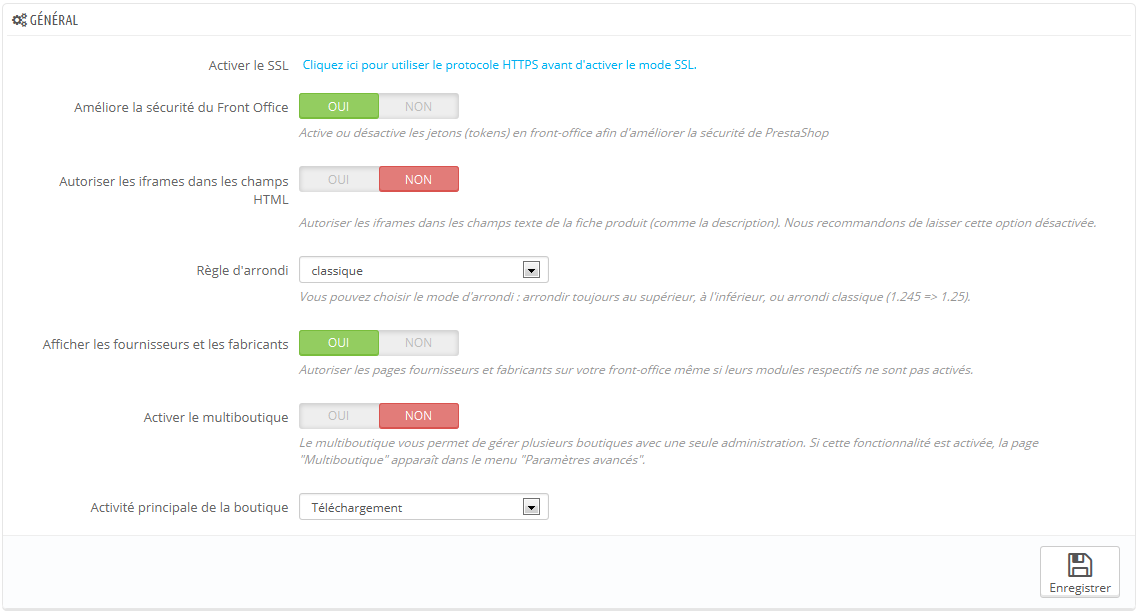 GÉNÉRAL
Activer le SSL Cliquez ici pour utiliser le protocole HTTPS avant d'activer le mode SSL.
Améliore la sécurité du Front Office OUI NON
Active ou désactive les jetons (tokens) en front-office afin d'améliorer la sécurité de PrestaShop
Autoriser les iframes dans les champs OUI NON
HTML
Autoriser les iframes dans les champs texte de la fiche produit (comme la description). Nous recommandons de laisser cette option désactivée.
Règle d'arrondi classique
Vous pouvez choisir le mode d'arrondi : arrondir toujours au supérieur, à l'inférieur, ou arrondi classique (1.245 => 1.25).
Afficher les fournisseurs et les fabricants OUI NON
Autoriser les pages fournisseurs et fabricants sur votre front-office même si leurs modules respectifs ne sont pas activés.
Activer le multiboutique OUI NON
Le multiboutique vous permet de gérer plusieurs boutiques avec une seule administration. Si cette fonctionnalité est activée, la page
"Multiboutique" apparaît dans le menu "Paramètres avancés".
Activité principale de la boutique Téléchargement
Enregistrer